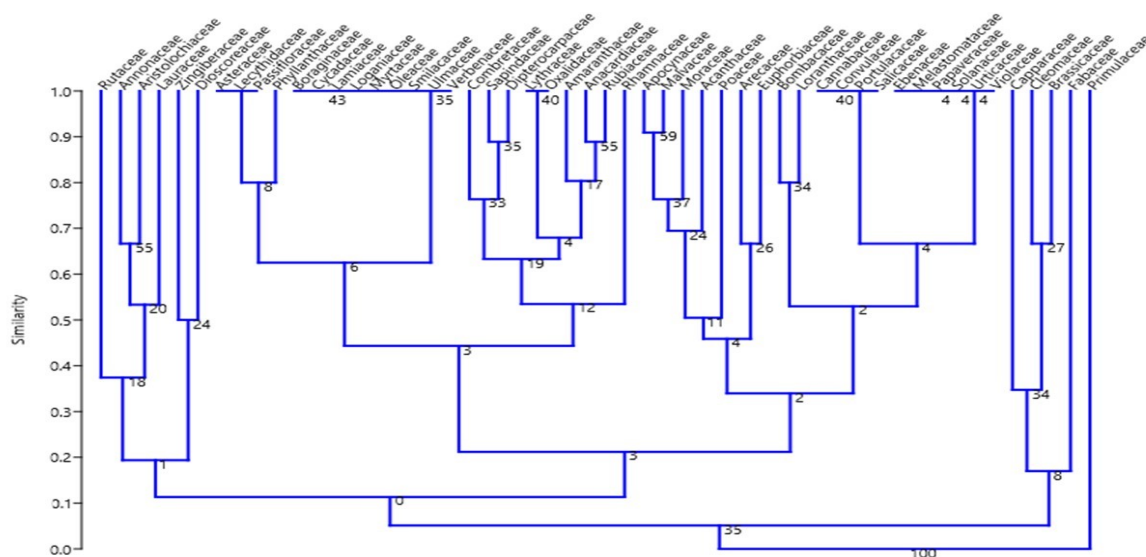 Rutaceae
Annonaceae
Aristolochiaceae
Lauraceae
Zingiberaceae
Dioscoreaceae
Asteraceae
Lecythidaceae
Passifloraceae
Phyllanthaceae
Boraginaceae
Cycadaceae
Lamiaceae
Loganiaceae
Myrtaceae
Oleaceae
Smilacaceae
Ulmaceae
Verbenaceae
Combretaceae
Sapindaceae
Dipterocarpaceae
Lythraceae
Oxalidaceae
Amaranthaceae
Anacardiaceae
Rubiaceae
Rhamnaceae
Apocynaceae
Malvaceae
Moraceae
Acanthaceae
Poaceae
Arecaceae
Euphorbiaceae
Bombacaceae
Loranthaceae
Cannabaceae
Convulaceae
Portulicaceae
Salicaceae
Ebenaceae
Melastomataceae
Papaveraceae
Solanaceae
Urticaceae
Violaceae
Capparaceae
Cleomaceae
Brassicaceae
Fabaceae
Primulaceae
1.0
43 35 40 40 4 4 4
0.9
59
35 55
0.8
8 17 34
33 37
0.7
24
55 4 26 4 27
0.6
6 19
20 12 2
0.5
24 11
4
0.4
3
18 2 34
0.3
0.2
3
1 8
0.1
0
35
0.0
100
Similarity